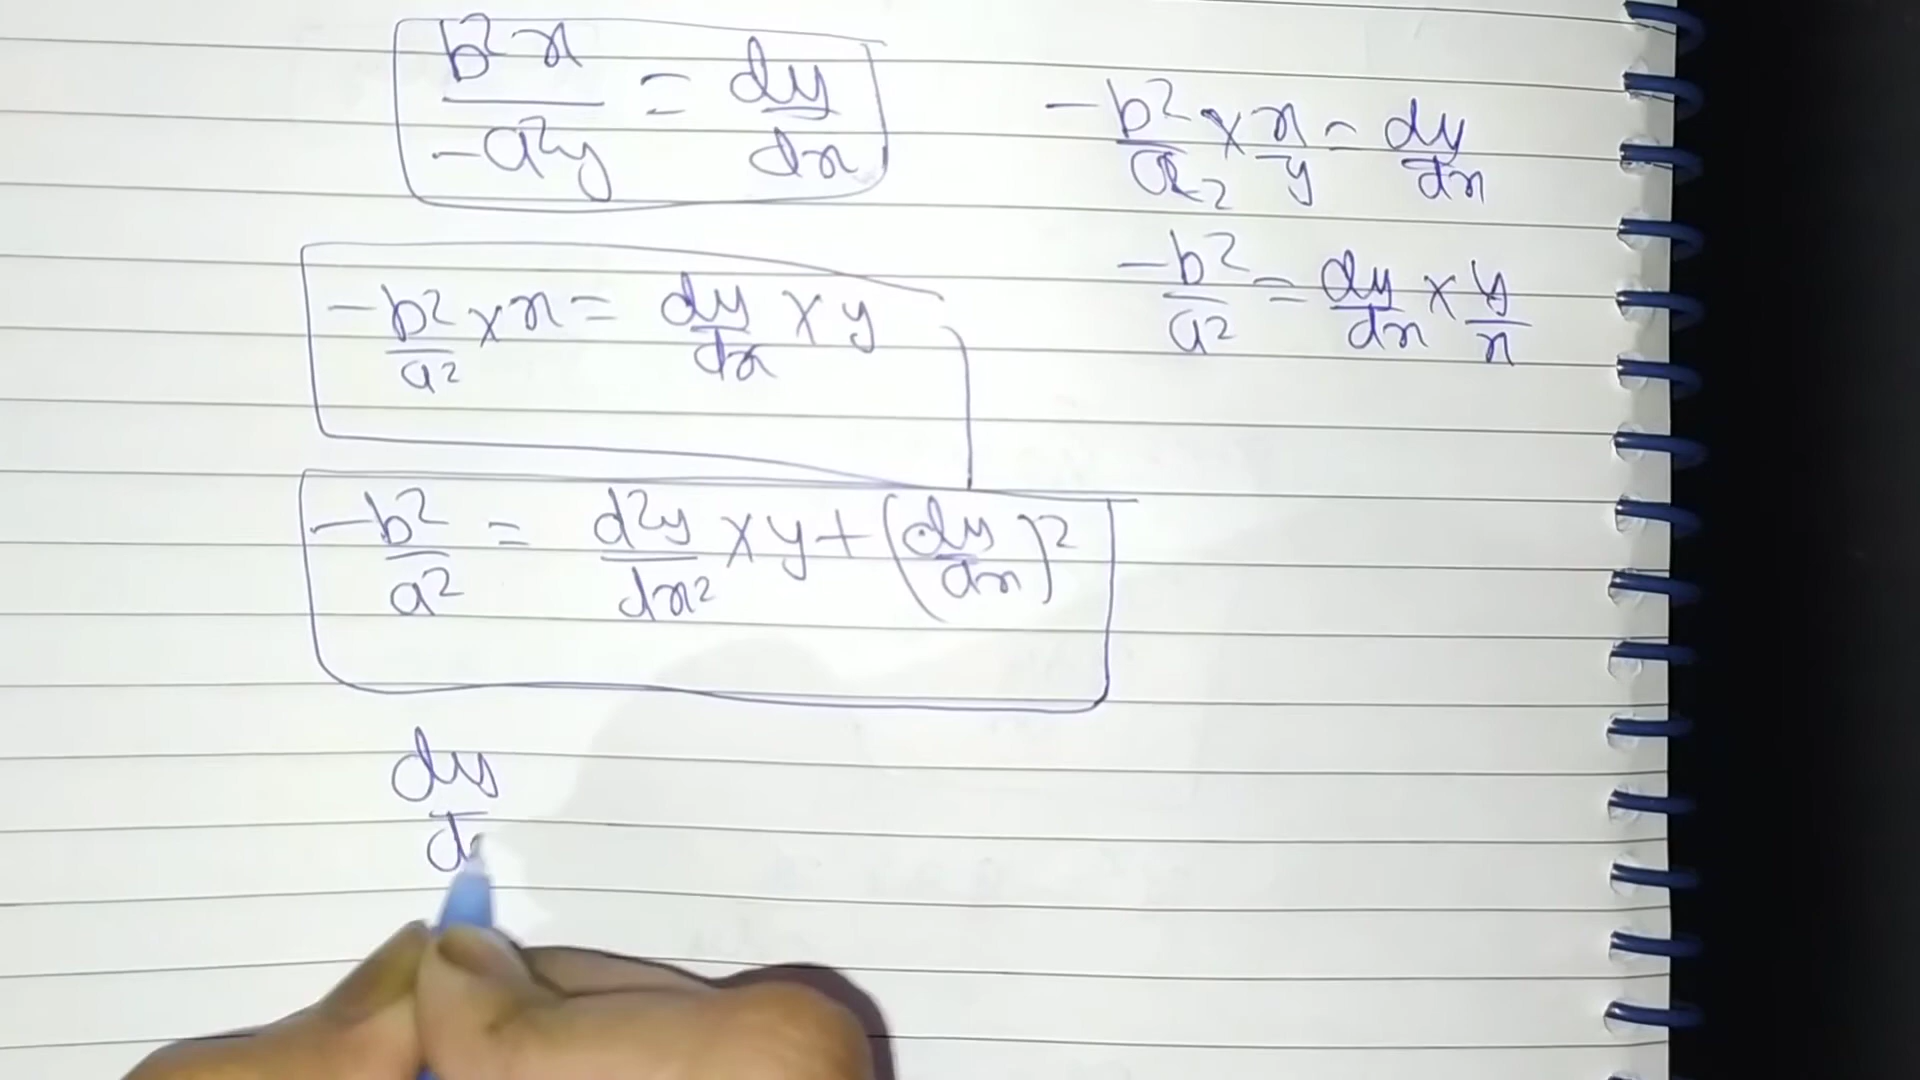 b²x/-a²y = dy/dx
-b²/a² × x/y = dy/dx
-b²/a² = dy/dx × y/x
-b²/a² × x = dy/dx × y
-b²/a² = d²y/dx² × y + (dy/dx)²
dy/d